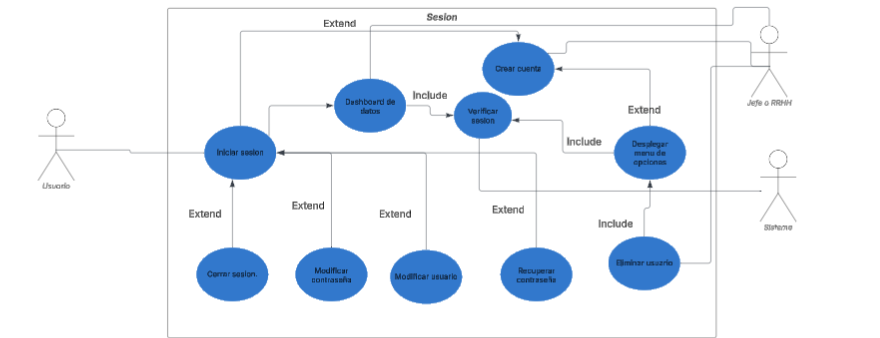 Sesion
Extend
Crear cuenta
Jefe o RRHH
Dashboard de
datos
Include
Verificar
sesion
Extend
Include
Desplegar
menu de
opciones
Iniciar sesion
Usuario
Extend
Extend
Extend
Extend
Include
Sistema
Cerrar sesion.
Modificar
contraseña
Modificar usuario
Recuperar
contraseña
Eliminar usuario